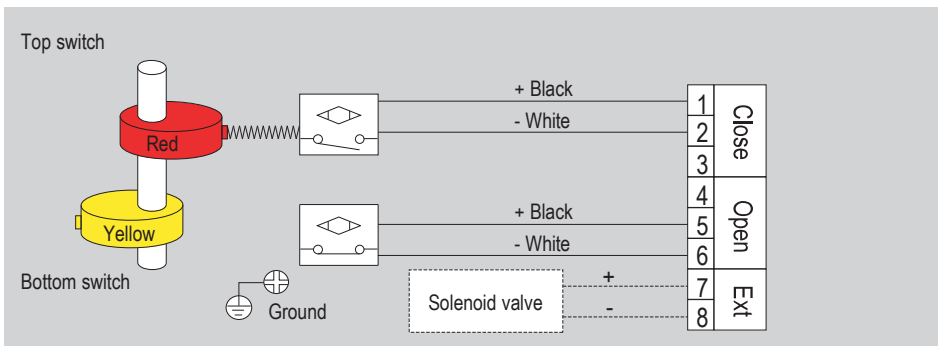 Top switch
Red
Yellow
Bottom switch
Ground
+ Black
- White
+ Black
- White
Solenoid valve
+
-
1
2
3
4
5
6
7
8
Close
Open
Ext